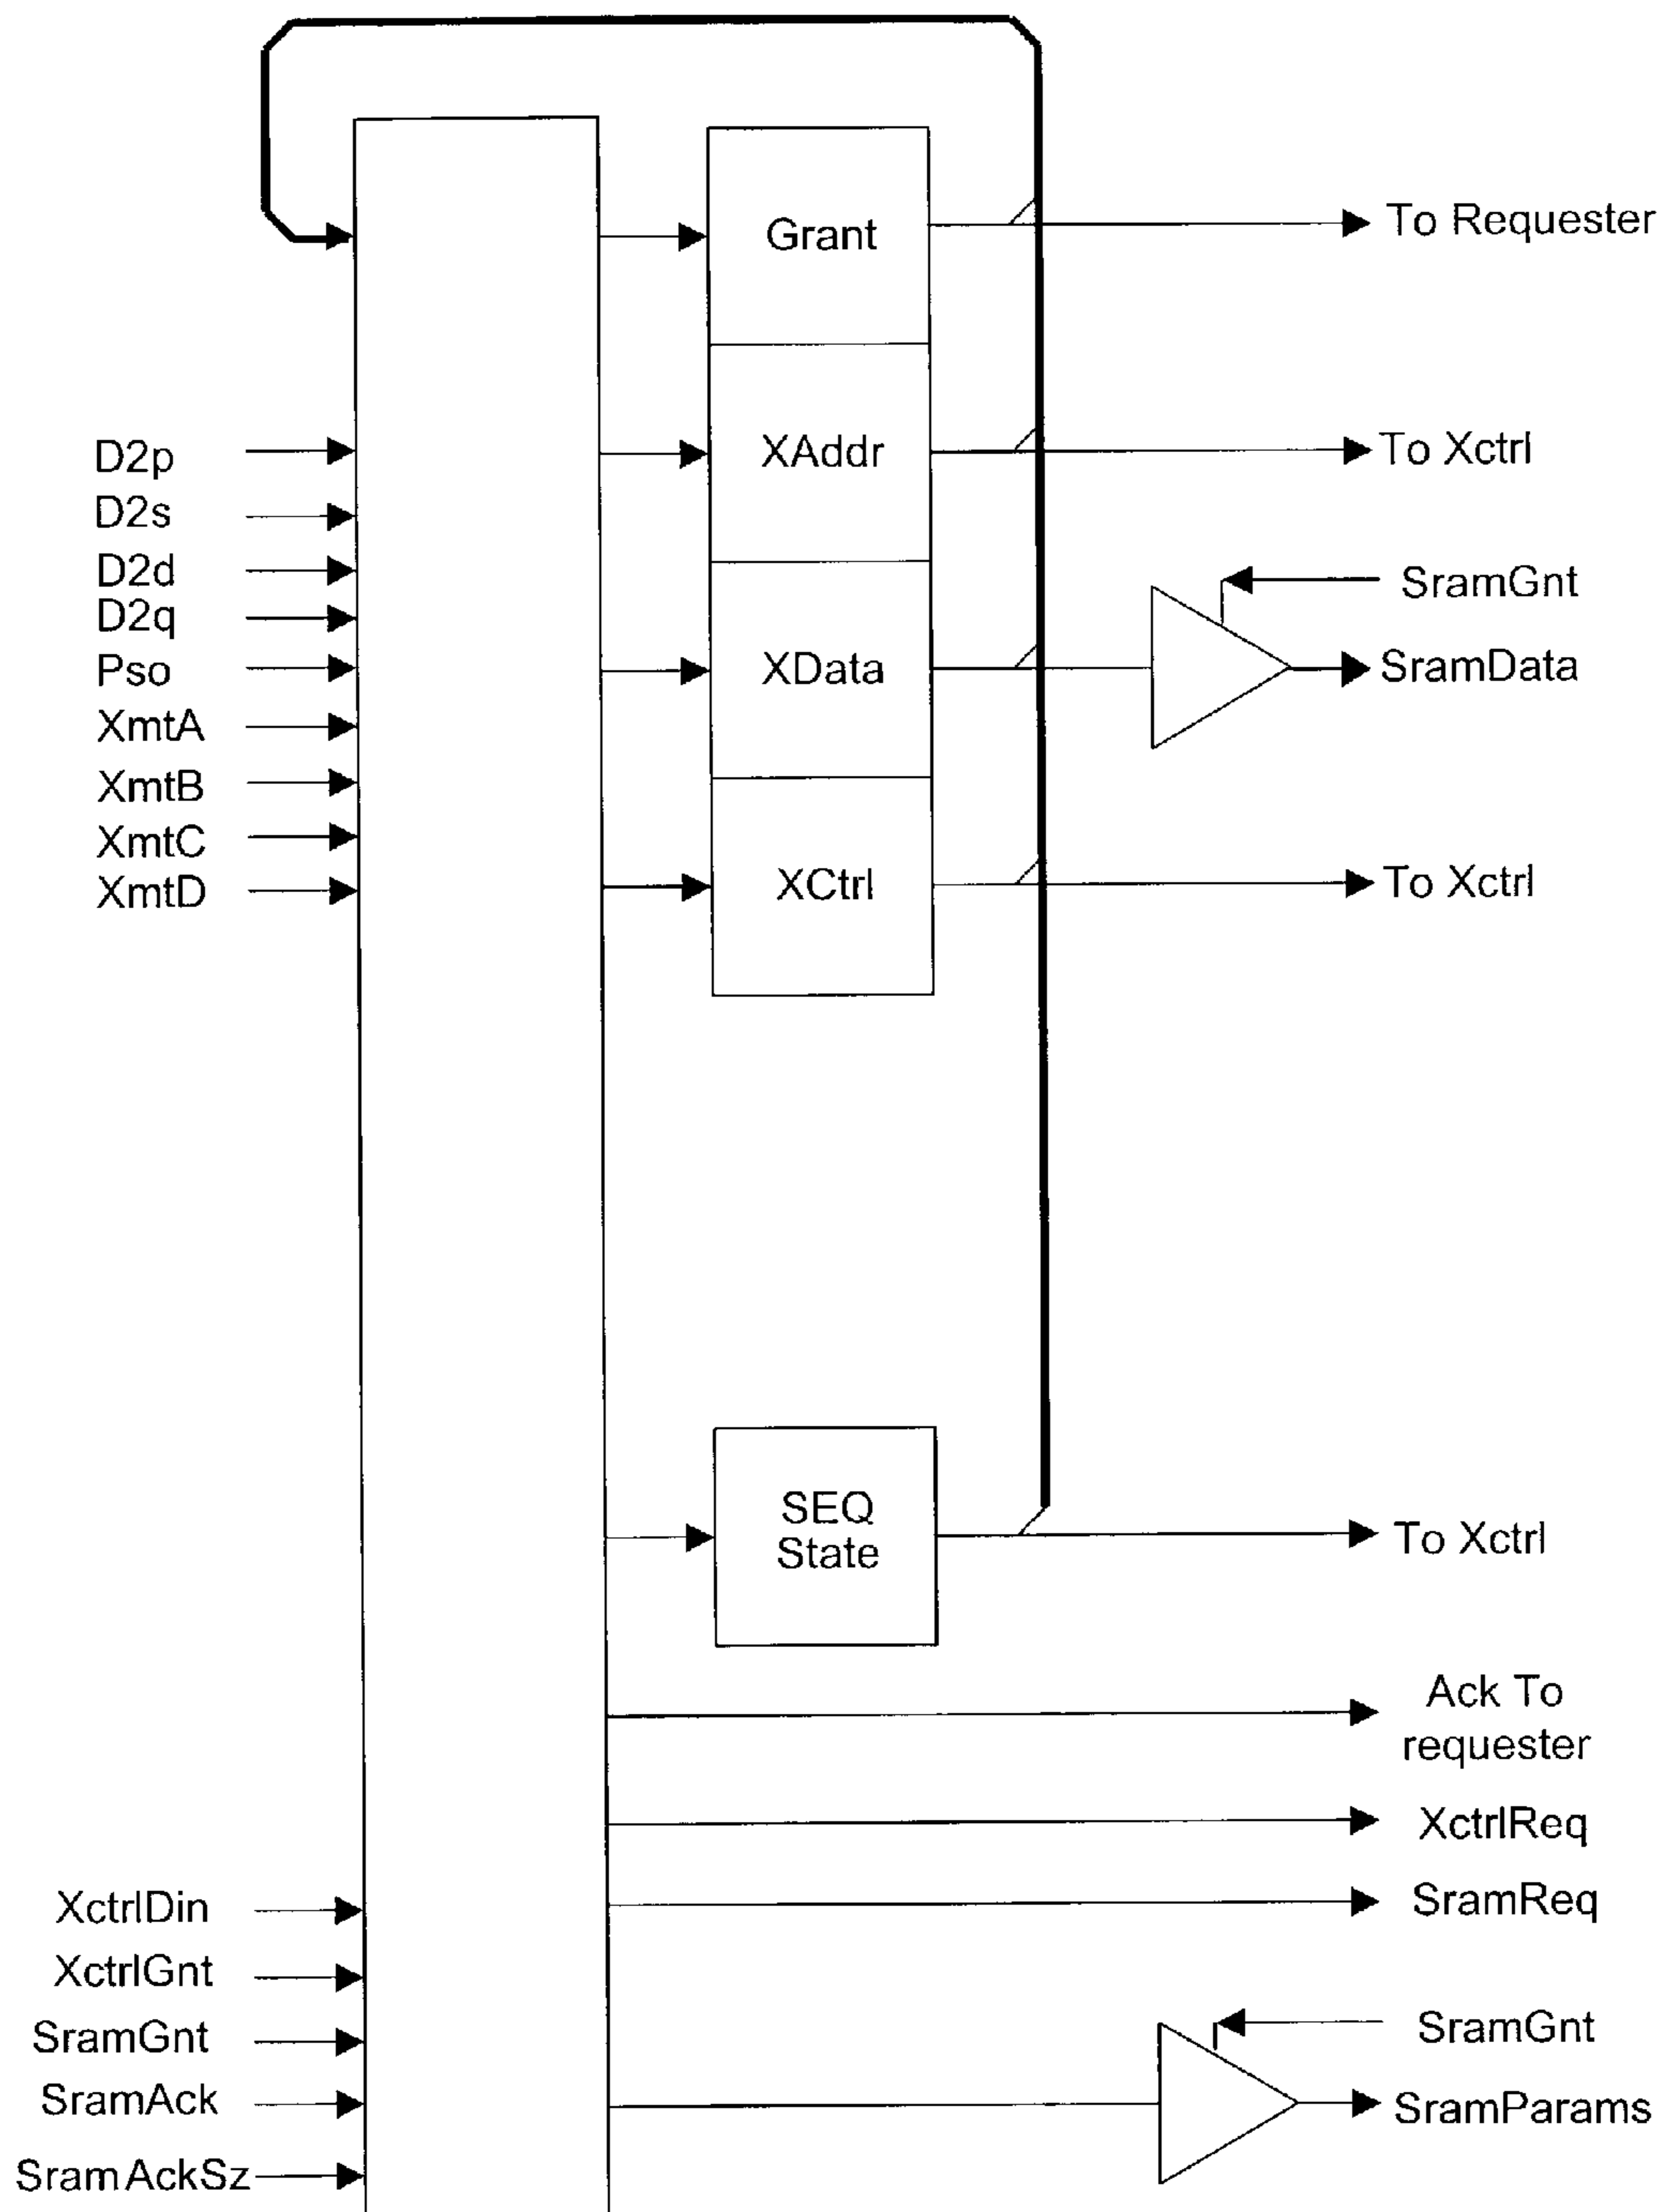 Grant
To Requester
D2p
XAddr
To Xctrl
D2s
D2d
SramGnt
D2q
Pso
XData
SramData
XmtA
XmtB
XmtC
XmtD
XCtrl
To Xctrl
SEQ
State
To Xctrl
Ack To
requester
XctrlReq
XctrlDin
SramReq
XctrlGnt
SramGnt
SramGnt
SramAck
SramParams
SramAckSz